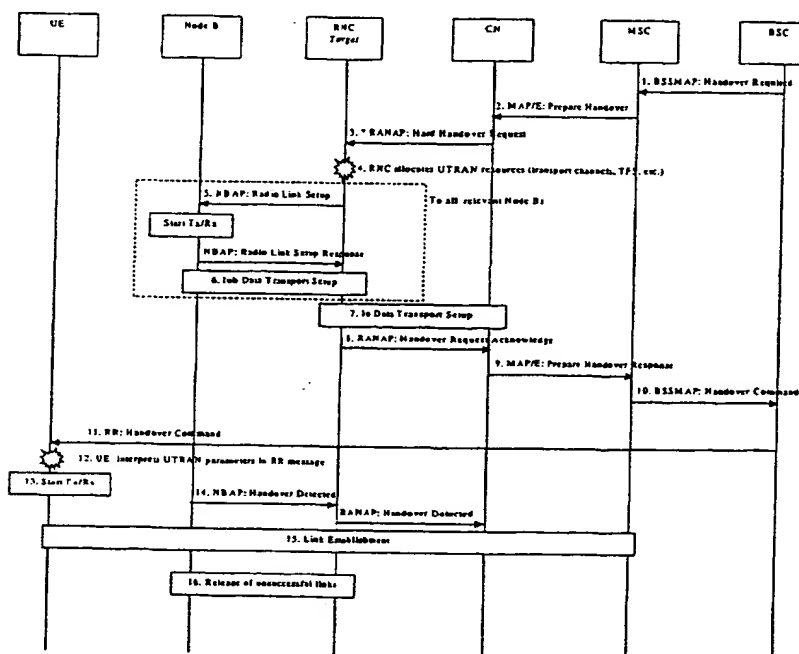 UE
Node B
RNC
Target
CN
MSC
BSC
1. BSSMAP: Handover Required
2. MAP/E: Prepare Handover
3. * RANAP: Hard Handover Request
4. RNC allocates UTRAN resources (transport channels, TFS, etc.)
5. NBAP: Radio Link Setup
To all relevant Node Bs
Start Tx/Rx
NBAP: Radio Link Setup Response
6. Iub Data Transport Setup
7. Iu Data Transport Setup
8. RANAP: Handover Request Acknowledge
9. MAP/E: Prepare Handover Response
10. BSSMAP: Handover Command
11. RR: Handover Command
12. UE interprets UTRAN parameters in RR message
13. Start Tx/Rx
14. NBAP: Handover Detected
RANAP: Handover Detected
15. Link Establishment
16. Release of unsuccessful links